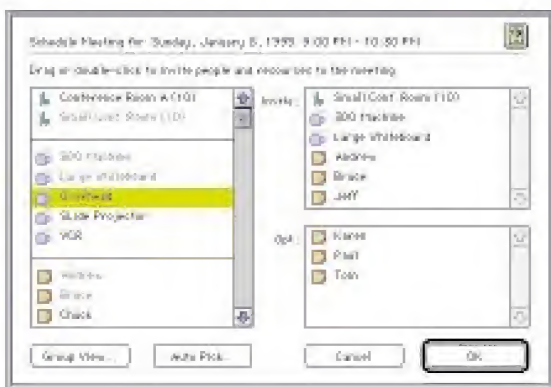 Schedule Meeting for Sunday, January 8, 1995 9:00 PM - 10:30 PM
Drag or double-click to invite people and resources to the meeting.
Conference Room A (10)
Small Conf. Room (10)
3DO Machine
Large Whiteboard
Overhead
Slide Projector
VCR
Andrew
Bruce
Chuck
Invite:
Small Conf. Room (10)
3DO Machine
Large Whiteboard
Andrew
Bruce
Jeff
Opt:
Karen
Paul
Tom
Group View...
Auto Pick...
Cancel
OK